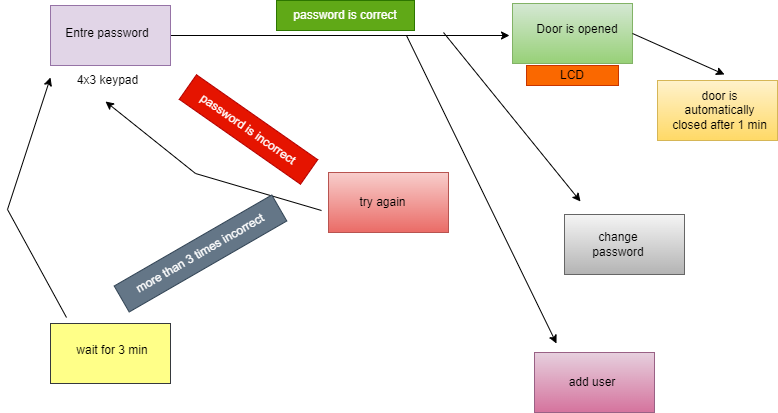 password is correct
Entre password
Door is opened
4x3 keypad
LCD
door is
automatically
closed after 1 min
password is incorrect
try again
more than 3 times incorrect
change
password
wait for 3 min
add user